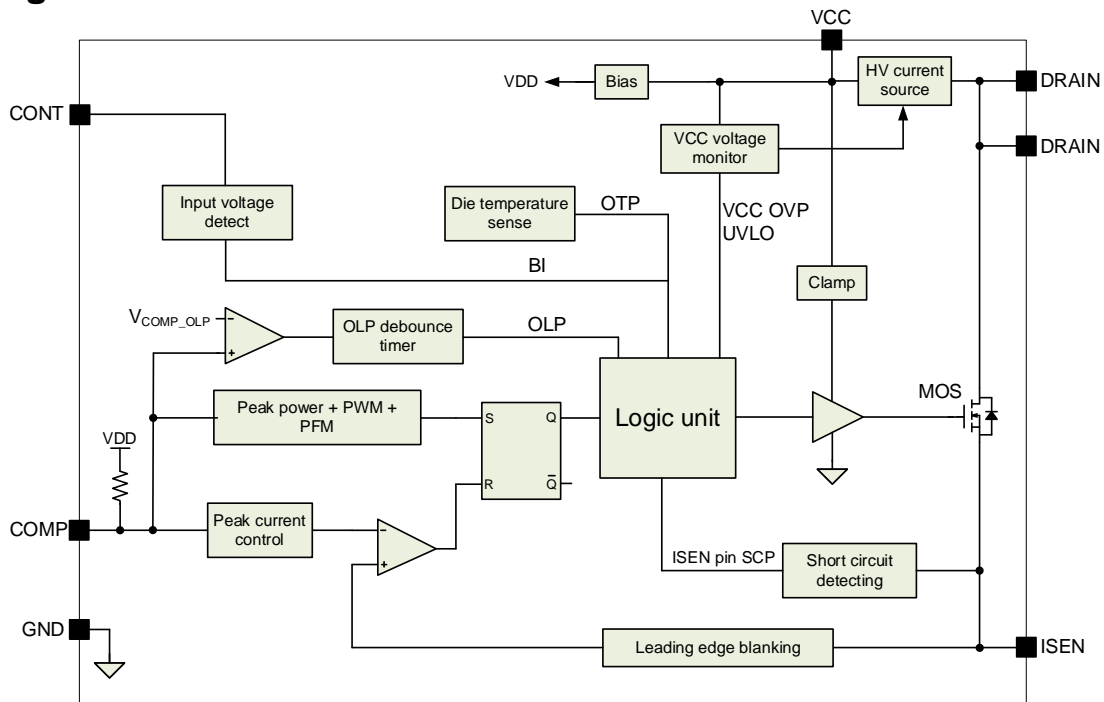 g
VCC
VDD
Bias
HV current
source
DRAIN
CONT
VCC voltage
monitor
DRAIN
Input voltage
detect
Die temperature
sense
OTP
VCC OVP
UVLO
BI
Clamp
VCOMP_OLP
-
+
OLP debounce
timer
OLP
Peak power + PWM +
PFM
S
Q
R
Q̅
Logic unit
MOS
VDD
COMP
Peak current
control
-
+
ISEN pin SCP
Short circuit
detecting
GND
Leading edge blanking
ISEN